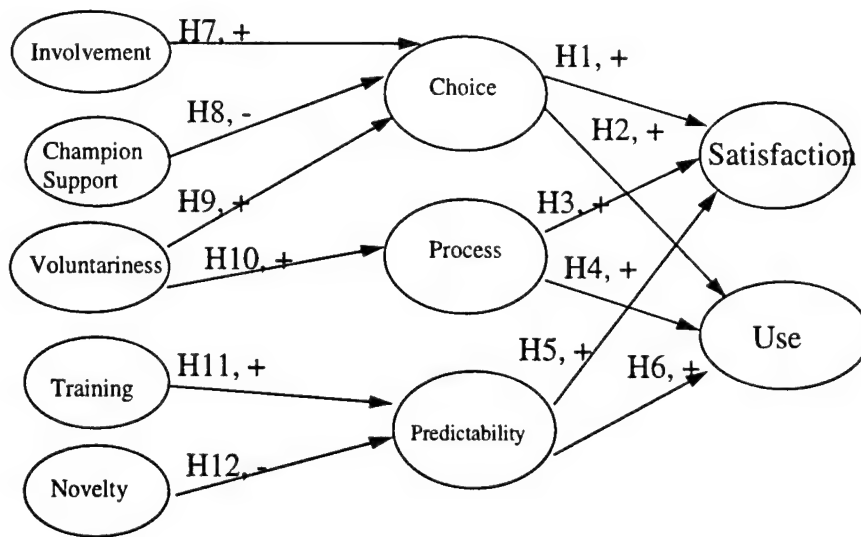 H7, +
Involvement
Choice
H1, +
H8, -
H2, +
Champion
Support
Satisfaction
H9, +
H3, +
Voluntariness
H10, +
Process
H4, +
Use
H5, +
H11, +
H6, +
Training
Predictability
H12, -
Novelty